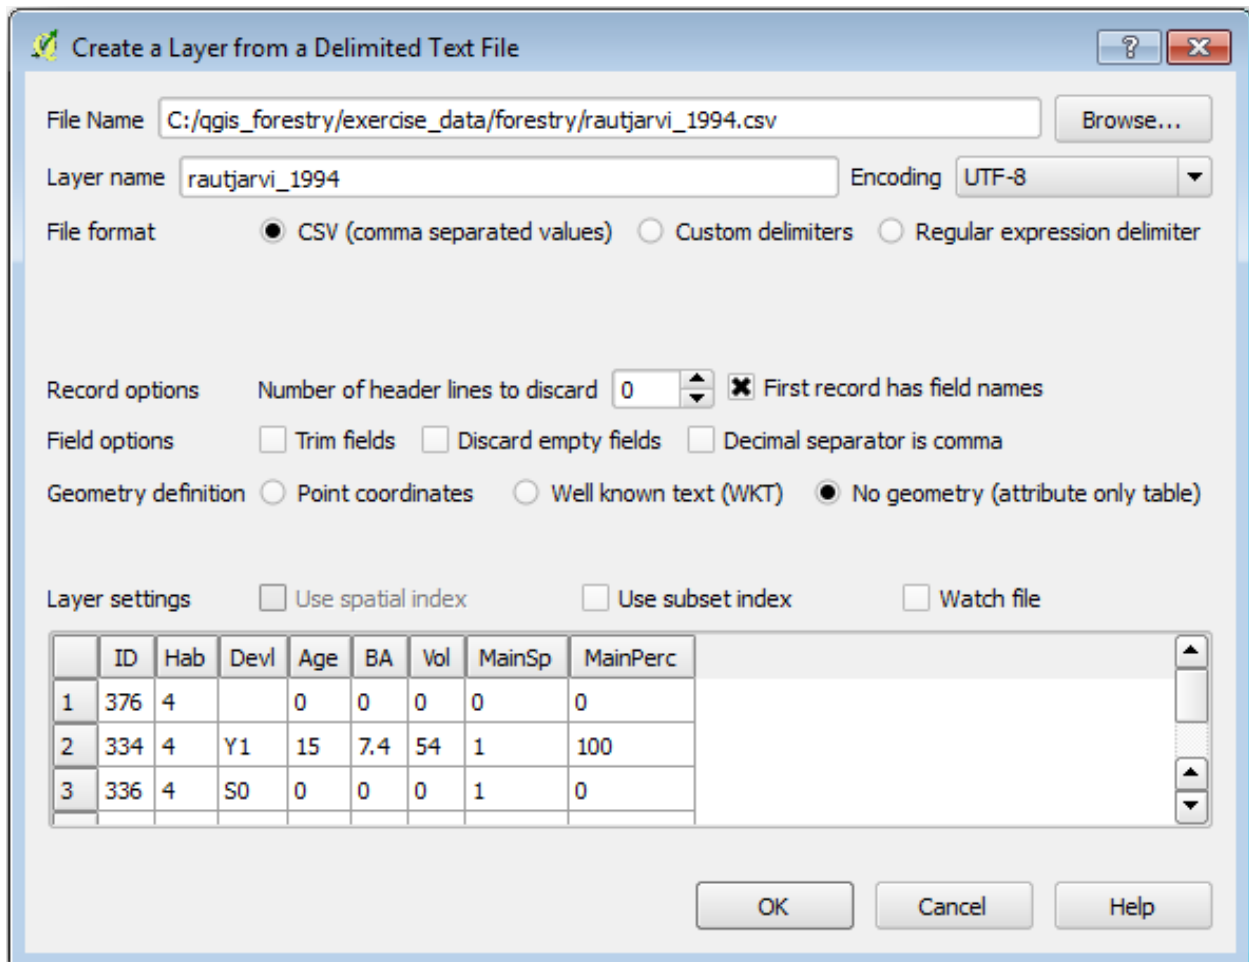 Create a Layer from a Delimited Text File
File Name C:/qgis_forestry/exercise_data/forestry/rautjarvi_1994.csv Browse...
Layer name rautjarvi_1994 Encoding UTF-8
File format CSV (comma separated values) Custom delimiters Regular expression delimiter
Record options Number of header lines to discard 0 First record has field names
Field options Trim fields Discard empty fields Decimal separator is comma
Geometry definition Point coordinates Well known text (WKT) No geometry (attribute only table)
Layer settings Use spatial index Use subset index Watch file
ID Hab Devl Age BA Vol MainSp MainPerc
1 376 4 0 0 0 0 0
2 334 4 Y1 15 7.4 54 1 100
3 336 4 S0 0 0 0 1 0
OK Cancel Help